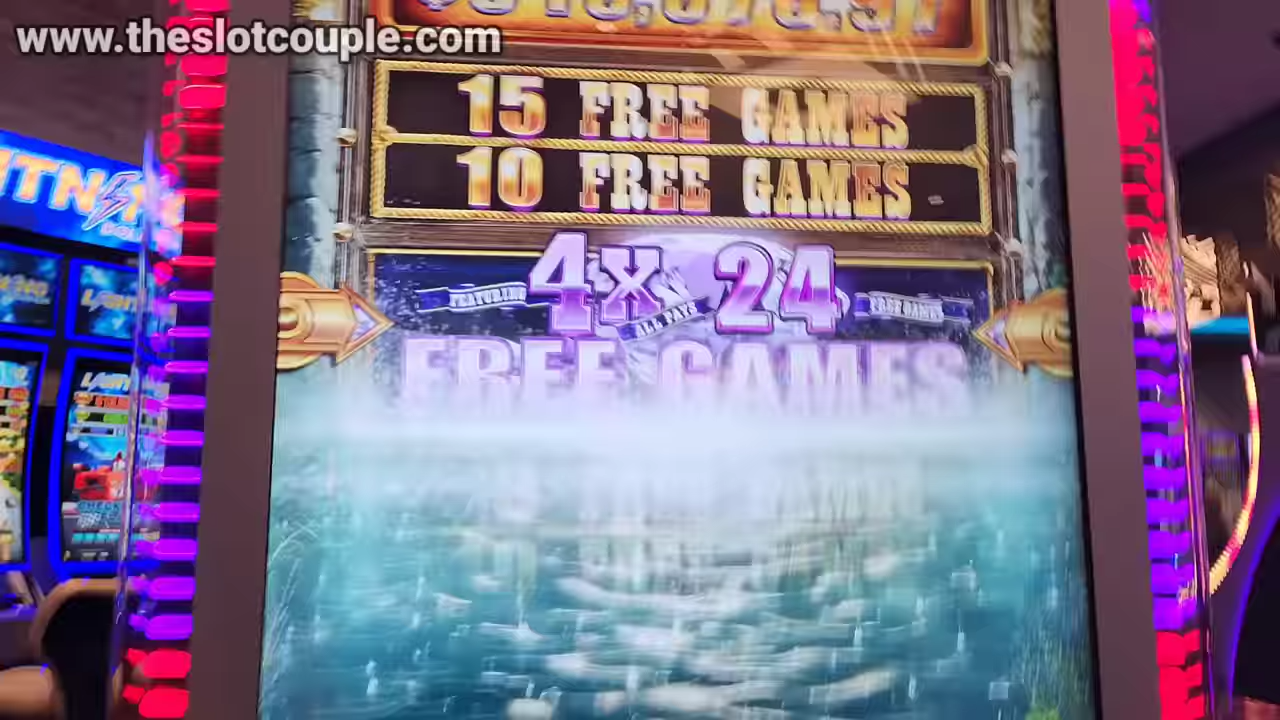 www.theslotcouple.com
15 FREE GAMES
10 FREE GAMES
FEATURING 4X ALL PAYS 24 FREE GAMES
FREE GAMES